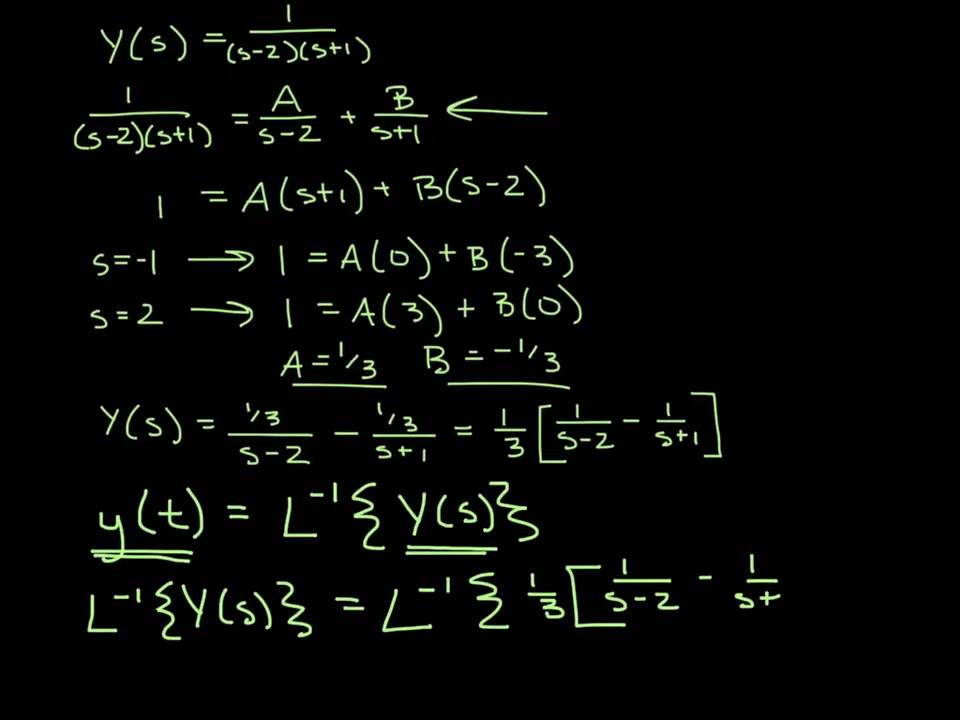 Y(s) = 1/(s-2)(s+1)
1/(s-2)(s+1) = A/s-2 + B/s+1 ←
1 = A(s+1) + B(s-2)
s=-1 → 1 = A(0) + B(-3)
s=2 → 1 = A(3) + B(0)
A = 1/3 B = -1/3
Y(s) = 1/3/s-2 - 1/3/s+1 = 1/3 [1/s-2 - 1/s+1]
y(t) = L⁻¹{Y(s)}
L⁻¹{Y(s)} = L⁻¹{1/3 [1/s-2 - 1/s+